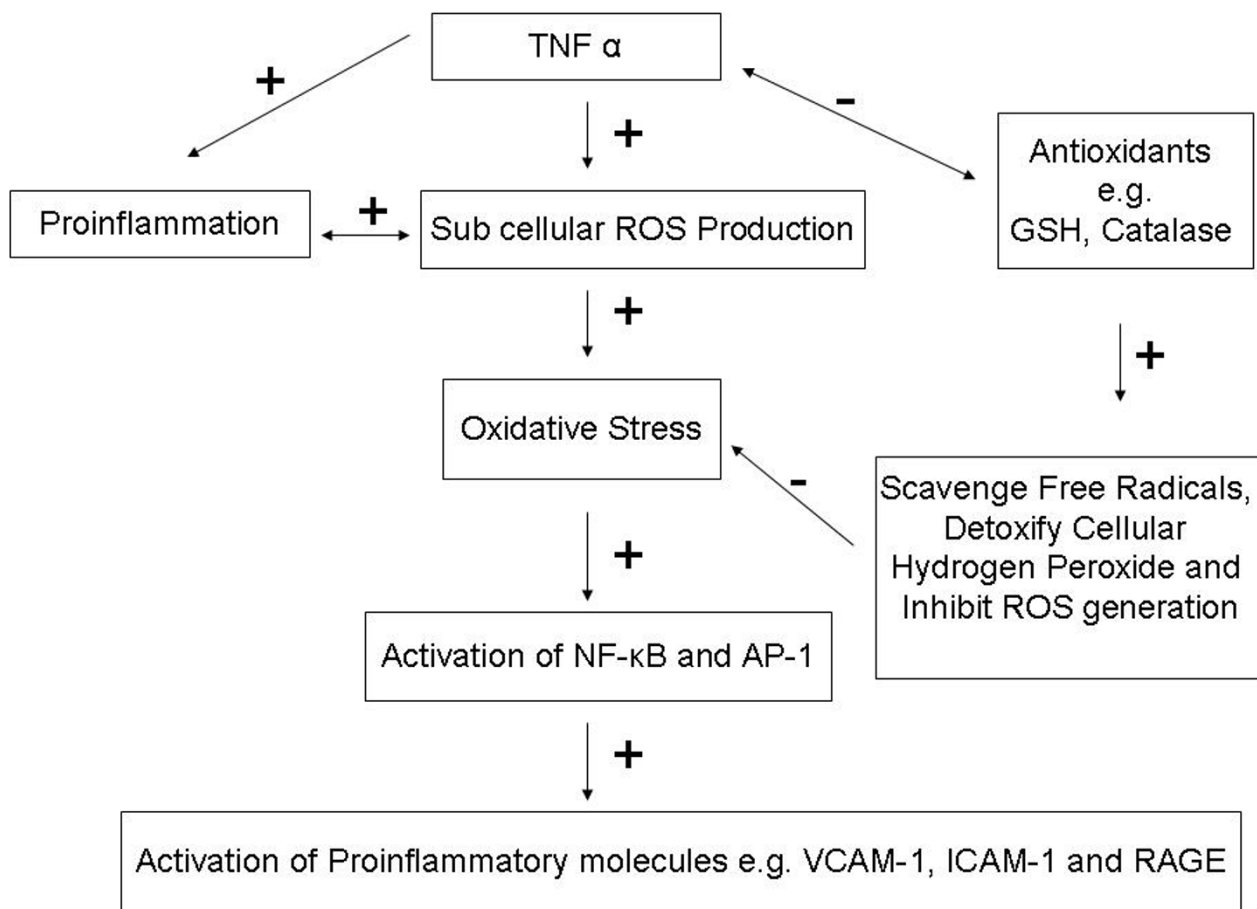 TNF α
+
-
+
Antioxidants
e.g.
GSH, Catalase
Proinflammation
+
Sub cellular ROS Production
+
+
Oxidative Stress
-
Scavenge Free Radicals,
Detoxify Cellular
Hydrogen Peroxide and
Inhibit ROS generation
+
Activation of NF-κB and AP-1
+
Activation of Proinflammatory molecules e.g. VCAM-1, ICAM-1 and RAGE